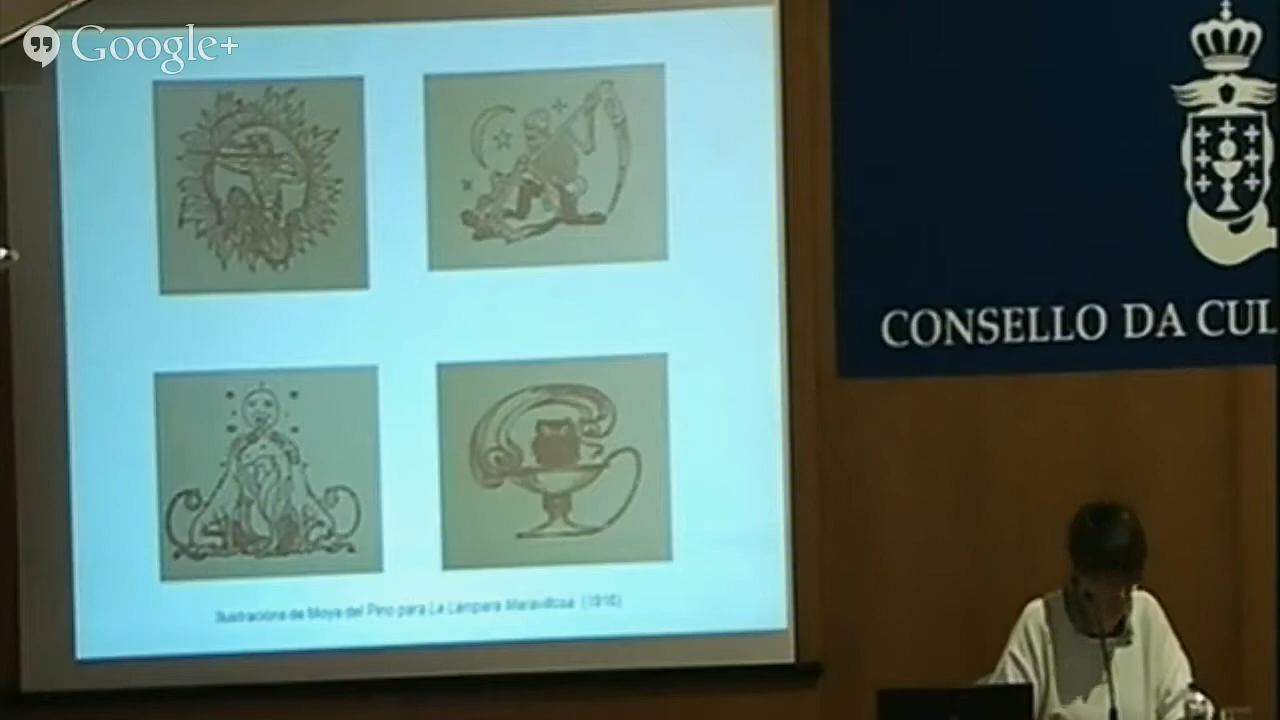 Google+
CONSELLO DA CUL
Ilustracións de Moya del Pino para La Lámpara Maravillosa (1916)